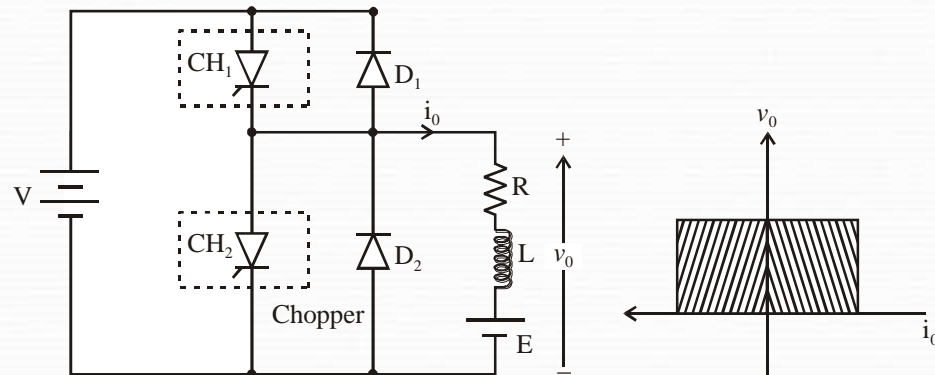 CH₁
D₁
i₀
+
V
R
CH₂
D₂
L
v₀
Chopper
E
−
v₀
i₀